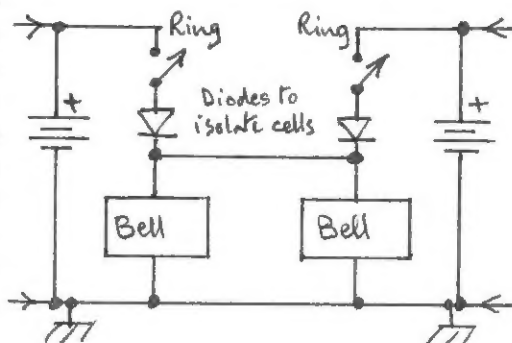 Ring
Ring
Diodes to
isolate cells
+
+
Bell
Bell